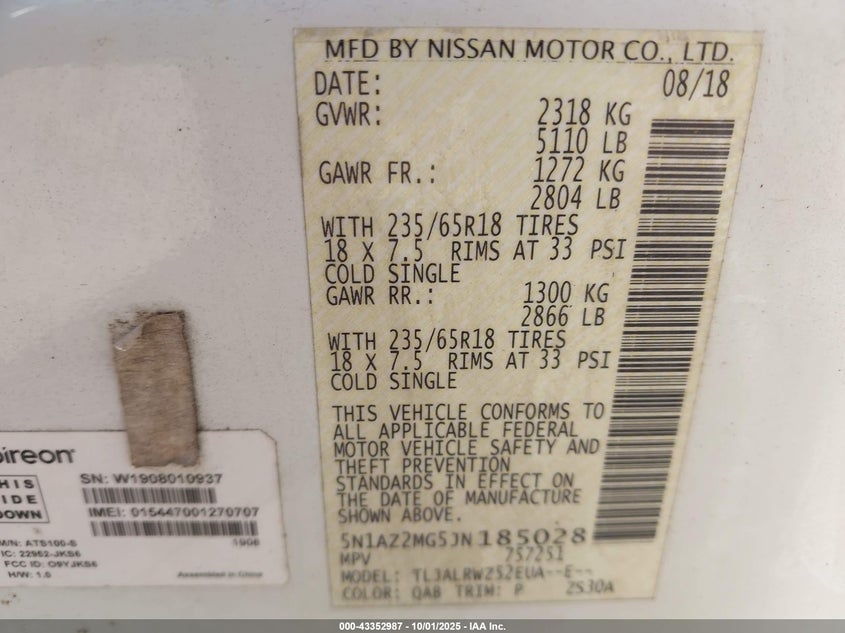 MFD BY NISSAN MOTOR CO., LTD.
DATE: 08/18
GVWR: 2318 KG
5110 LB
GAWR FR.: 1272 KG
2804 LB
WITH 235/65R18 TIRES
18 X 7.5 RIMS AT 33 PSI
COLD SINGLE
GAWR RR.: 1300 KG
2866 LB
WITH 235/65R18 TIRES
18 X 7.5 RIMS AT 33 PSI
COLD SINGLE
THIS VEHICLE CONFORMS TO
ALL APPLICABLE FEDERAL
MOTOR VEHICLE SAFETY AND
THEFT PREVENTION
STANDARDS IN EFFECT ON
THE DATE OF MANUFACTURE
SHOWN ABOVE.
5N1AZ2MG5JN185028
MPV 757251
MODEL: TLJALRWZ52EUA--E--
COLOR: QAB TRIM: P 2S30A
pireon
HIS
IDE
DOWN
SN: W1908010937
IMEI: 015447001270707
M/N: ATS100-S 1908
IC: 22952-JKS6
FCC ID: O9YJKS6
H/W: 1.0 Assembled in China
000-43352987 - 10/01/2025 - IAA Inc.